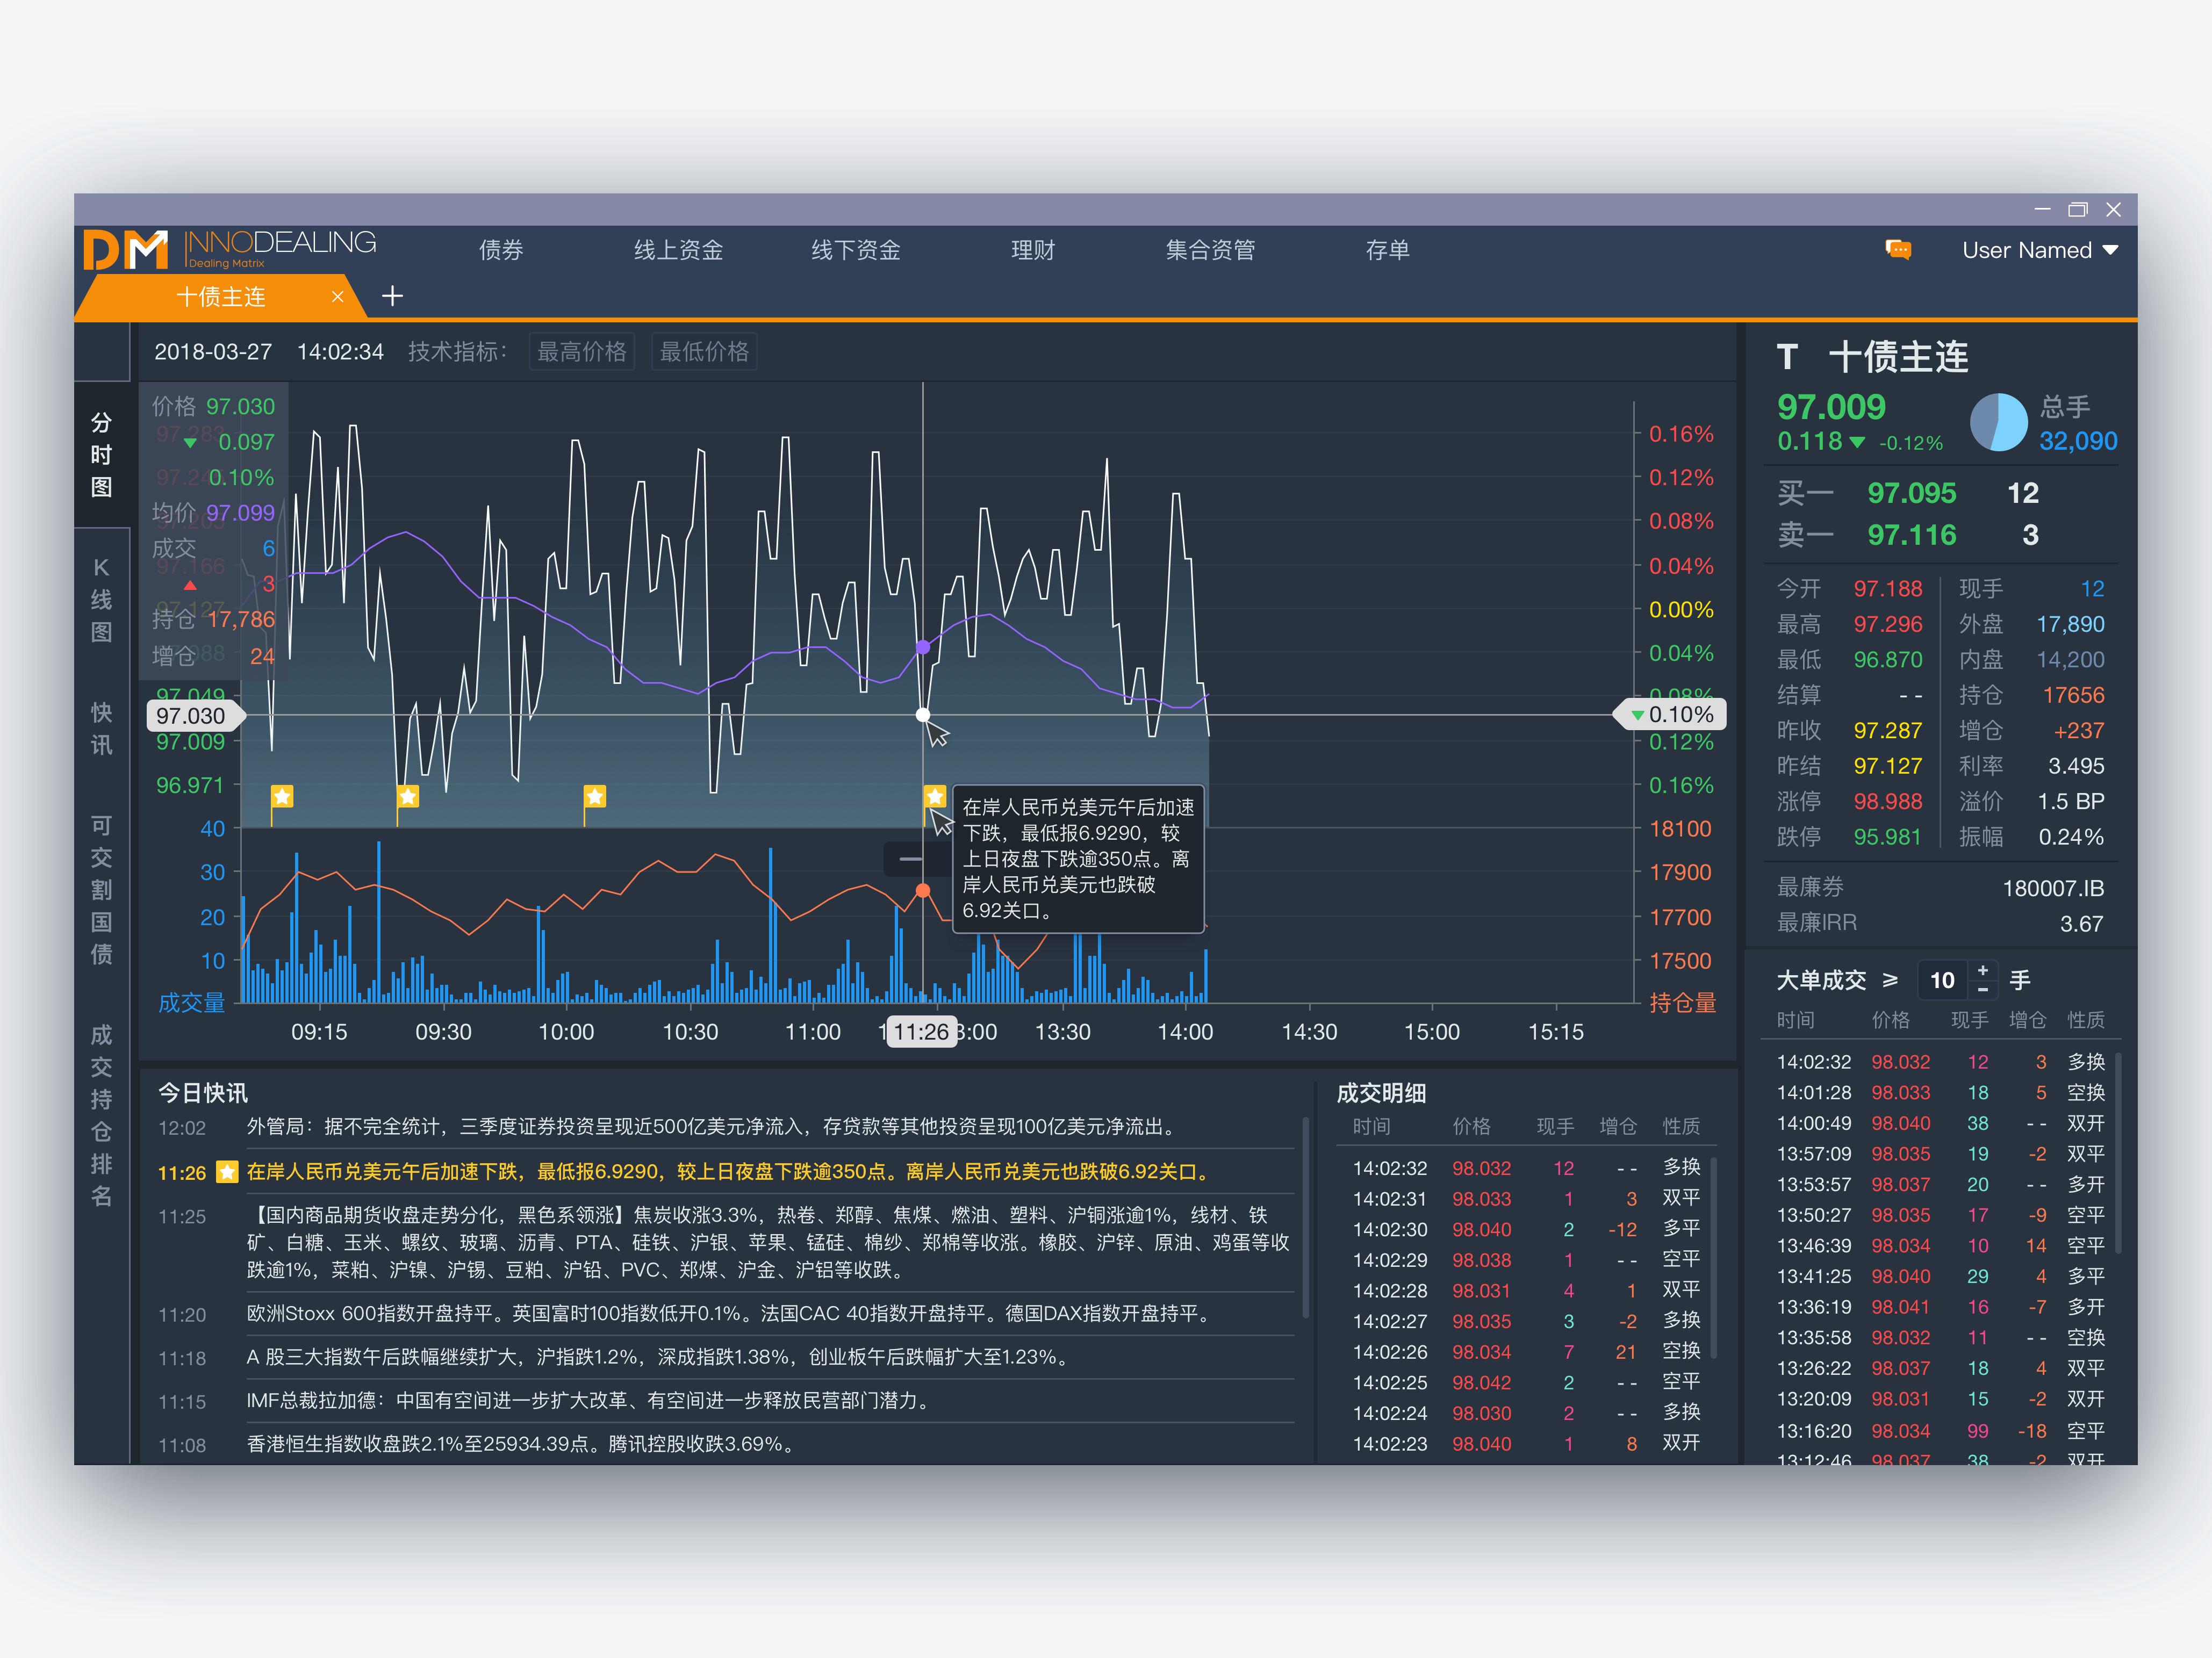 DM INNODEALING
Dealing Matrix
债券 线上资金 线下资金 理财 集合资管 存单
User Named
十债主连 × +
2018-03-27 14:02:34 技术指标： 最高价格 最低价格
分时图
K线图
快讯
可交割国债
成交持仓排名
价格 97.030
▼ 0.097
0.10%
均价 97.099
成交 6
▲ 3
持仓 17,786
增仓 24
97.283
97.166
97.127
97.049
97.030
97.009
96.971
0.16%
0.12%
0.08%
0.04%
0.00%
0.04%
0.08%
▼ 0.10%
0.12%
0.16%
40
30
20
10
成交量
18100
17900
17700
17500
持仓量
在岸人民币兑美元午后加速
下跌，最低报6.9290，较
上日夜盘下跌逾350点。离
岸人民币兑美元也跌破
6.92关口。
09:15 09:30 10:00 10:30 11:00 11:26 13:30 14:00 14:30 15:00 15:15
今日快讯
12:02 外管局：据不完全统计，三季度证券投资呈现近500亿美元净流入，存贷款等其他投资呈现100亿美元净流出。
11:26 在岸人民币兑美元午后加速下跌，最低报6.9290，较上日夜盘下跌逾350点。离岸人民币兑美元也跌破6.92关口。
11:25 【国内商品期货收盘走势分化，黑色系领涨】焦炭收涨3.3%，热卷、郑醇、焦煤、燃油、塑料、沪铜涨逾1%，线材、铁
矿、白糖、玉米、螺纹、玻璃、沥青、PTA、硅铁、沪银、苹果、锰硅、棉纱、郑棉等收涨。橡胶、沪锌、原油、鸡蛋等收
跌逾1%，菜粕、沪镍、沪锡、豆粕、沪铅、PVC、郑煤、沪金、沪铝等收跌。
11:20 欧洲Stoxx 600指数开盘持平。英国富时100指数低开0.1%。法国CAC 40指数开盘持平。德国DAX指数开盘持平。
11:18 A 股三大指数午后跌幅继续扩大，沪指跌1.2%，深成指跌1.38%，创业板午后跌幅扩大至1.23%。
11:15 IMF总裁拉加德：中国有空间进一步扩大改革、有空间进一步释放民营部门潜力。
11:08 香港恒生指数收盘跌2.1%至25934.39点。腾讯控股收跌3.69%。
成交明细
时间 价格 现手 增仓 性质
14:02:32 98.032 12 - - 多换
14:02:31 98.033 1 3 双平
14:02:30 98.040 2 -12 多平
14:02:29 98.038 1 - - 空平
14:02:28 98.031 4 1 双平
14:02:27 98.035 3 -2 多换
14:02:26 98.034 7 21 空换
14:02:25 98.042 2 - - 空平
14:02:24 98.030 2 - - 多换
14:02:23 98.040 1 8 双开
T 十债主连
97.009
0.118 ▼ -0.12%
总手
32,090
买一 97.095 12
卖一 97.116 3
今开 97.188 现手 12
最高 97.296 外盘 17,890
最低 96.870 内盘 14,200
结算 - - 持仓 17656
昨收 97.287 增仓 +237
昨结 97.127 利率 3.495
涨停 98.988 溢价 1.5 BP
跌停 95.981 振幅 0.24%
最廉券 180007.IB
最廉IRR 3.67
大单成交 ≥ 10 + - 手
时间 价格 现手 增仓 性质
14:02:32 98.032 12 3 多换
14:01:28 98.033 18 5 空换
14:00:49 98.040 38 - - 双开
13:57:09 98.035 19 -2 双平
13:53:57 98.037 20 - - 多开
13:50:27 98.035 17 -9 空平
13:46:39 98.034 10 14 空平
13:41:25 98.040 29 4 多平
13:36:19 98.041 16 -7 多开
13:35:58 98.032 11 - - 空换
13:26:22 98.037 18 4 双平
13:20:09 98.031 15 -2 双开
13:16:20 98.034 99 -18 空平
13:12:46 98.037 38 -2 双开